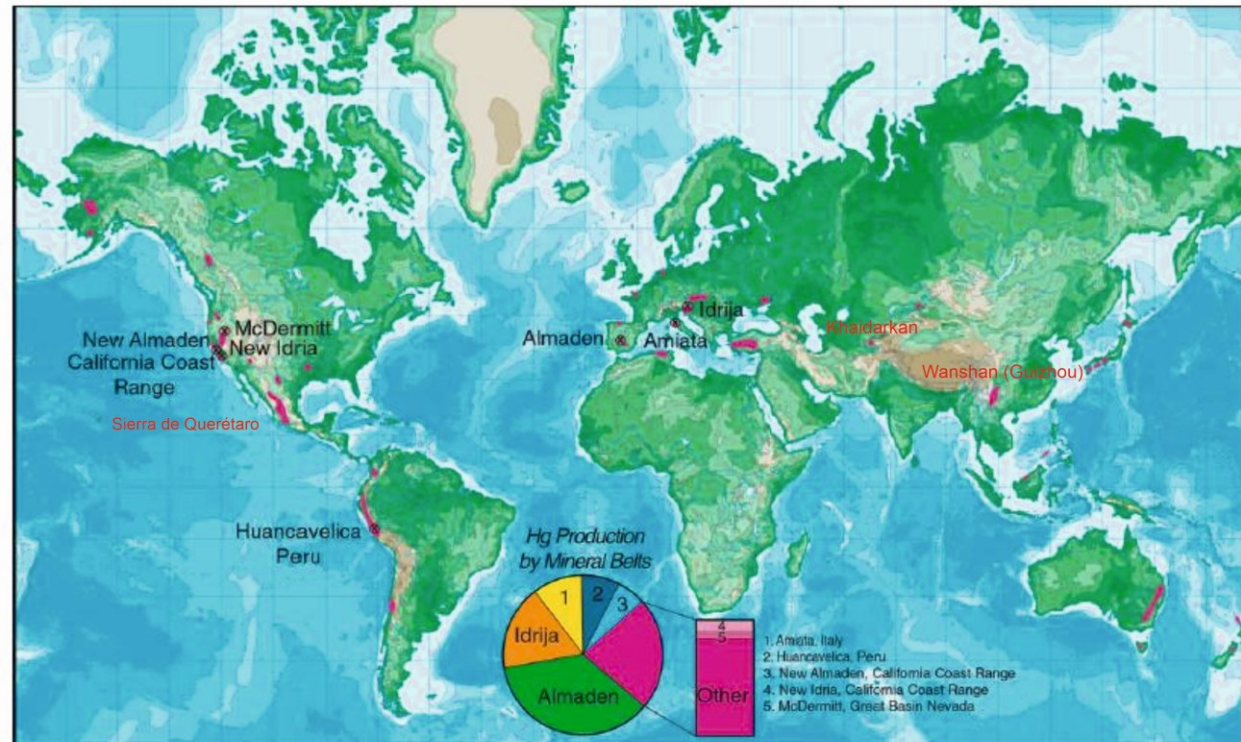 McDermitt
New Almaden
New Idria
California Coast
Range
Sierra de Querétaro
Huancavelica
Peru
Almaden
Idrija
Amiata
Khaidarkan
Wanshan (Guizhou)
Hg Production
by Mineral Belts
1
2
3
Idrija
Almaden
4
5
Other
1. Amiata, Italy
2. Huancavelica, Peru
3. New Almaden, California Coast Range
4. New Idria, California Coast Range
5. McDermitt, Great Basin Nevada